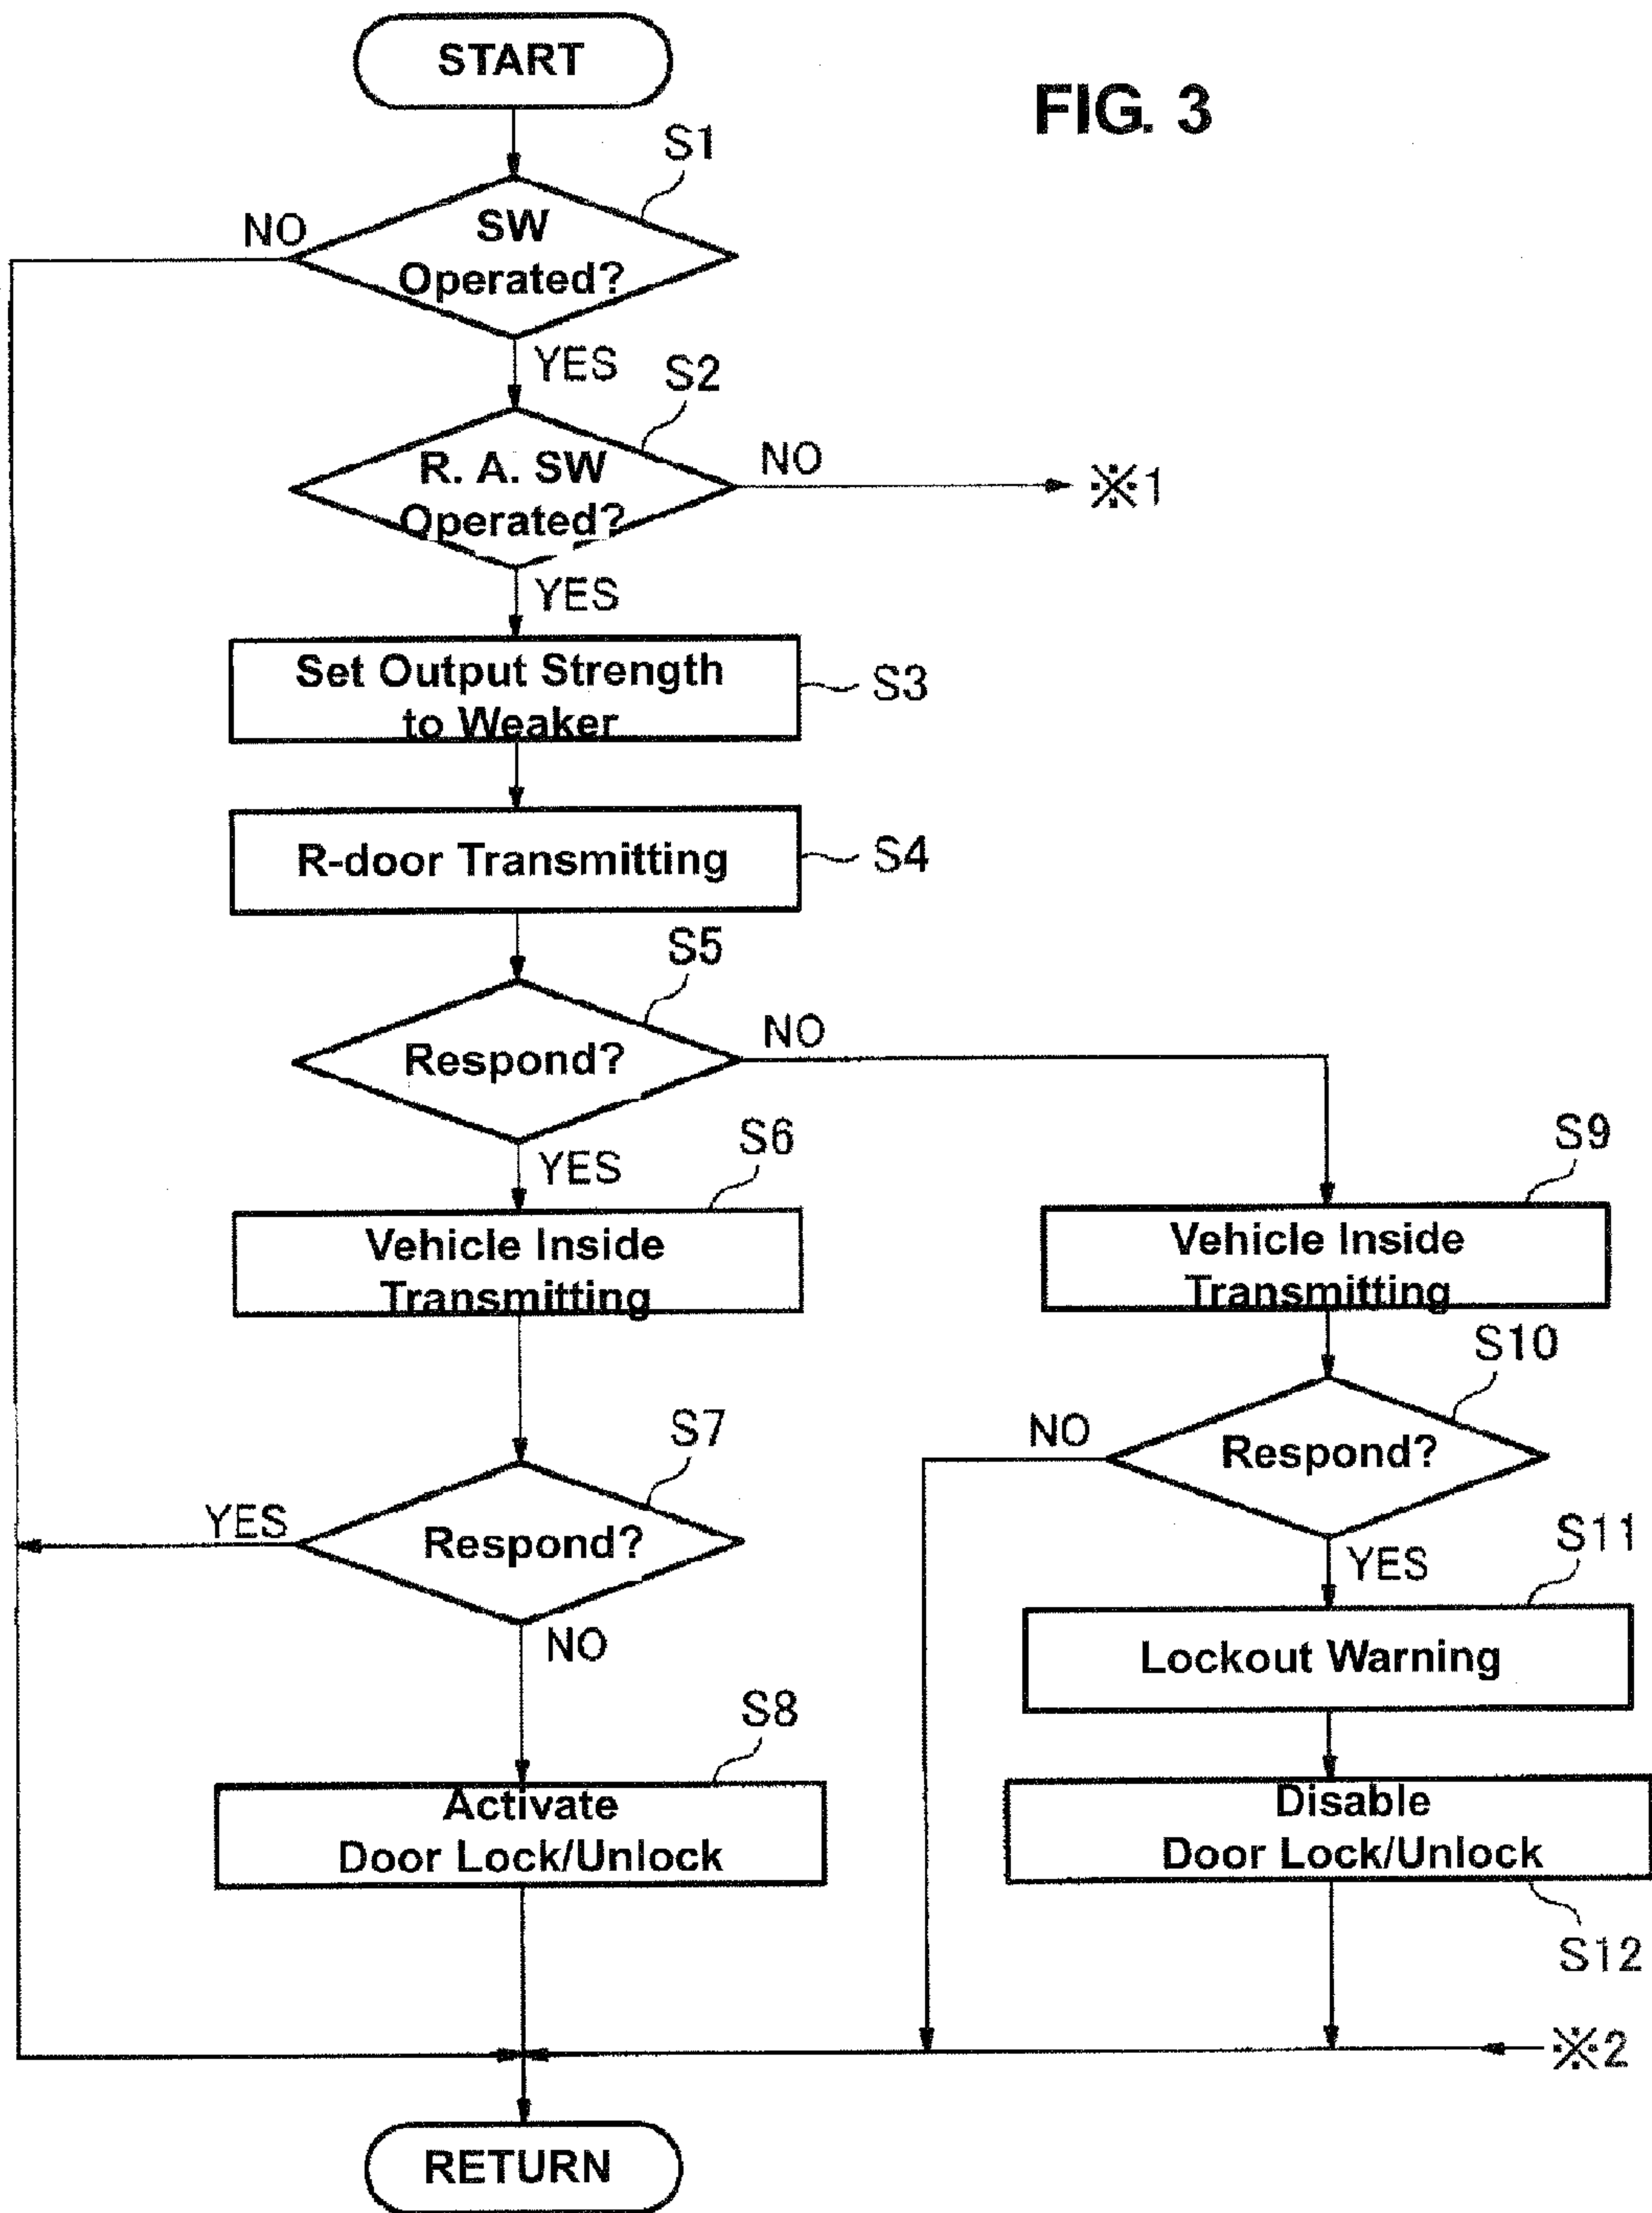 START
FIG. 3
S1
SW
Operated?
NO
YES
S2
R. A. SW
Operated?
NO
※1
YES
Set Output Strength
to Weaker
S3
R-door Transmitting
S4
S5
Respond?
NO
YES
S6
Vehicle Inside
Transmitting
S9
Vehicle Inside
Transmitting
S10
Respond?
NO
YES
S7
Respond?
YES
NO
S11
Lockout Warning
S8
Activate
Door Lock/Unlock
Disable
Door Lock/Unlock
S12
※2
RETURN